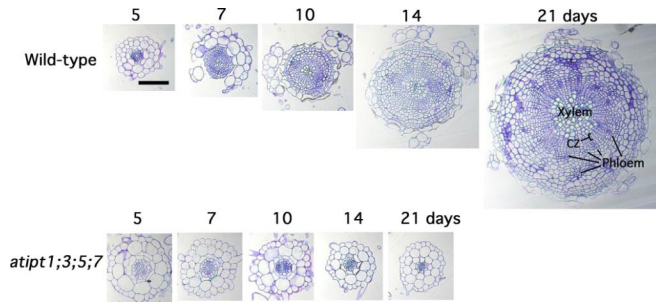 5 7 10 14 21 days
Wild-type
Xylem
CZ
Phloem
5 7 10 14 21 days
atipt1;3;5;7